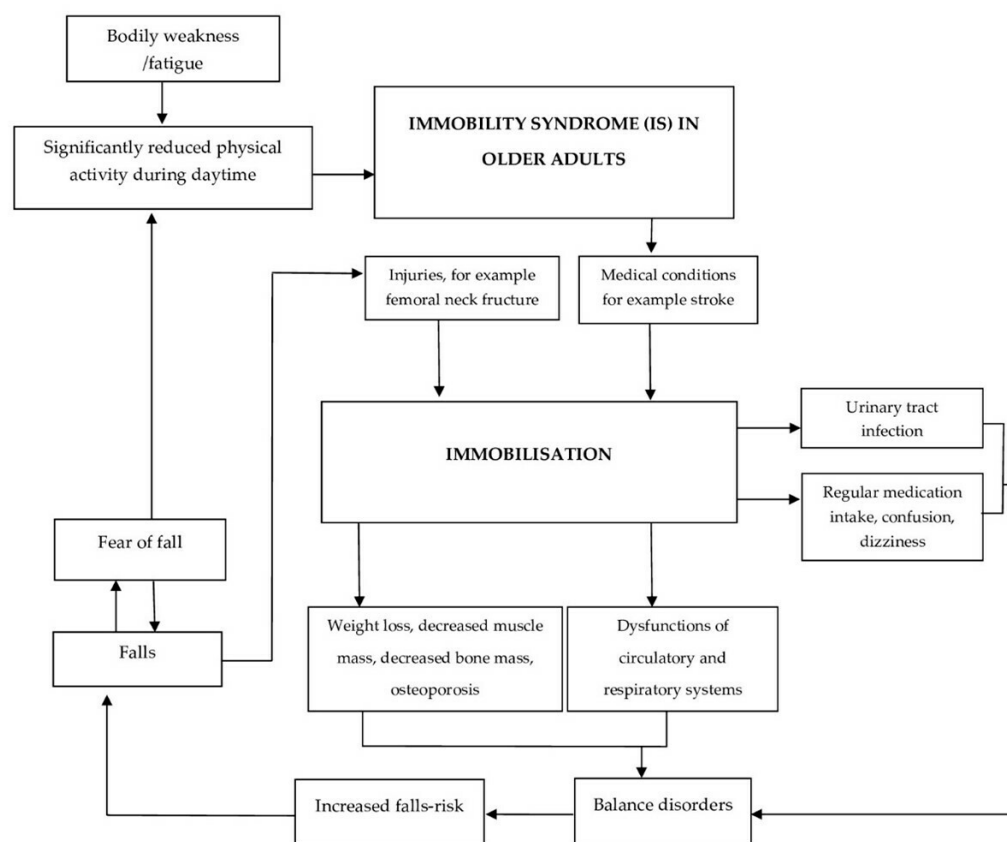 Bodily weakness
/fatigue
Significantly reduced physical
activity during daytime
IMMOBILITY SYNDROME (IS) IN
OLDER ADULTS
Injuries, for example
femoral neck fructure
Medical conditions
for example stroke
IMMOBILISATION
Urinary tract
infection
Regular medication
intake, confusion,
dizziness
Fear of fall
Falls
Weight loss, decreased muscle
mass, decreased bone mass,
osteoporosis
Dysfunctions of
circulatory and
respiratory systems
Increased falls-risk
Balance disorders